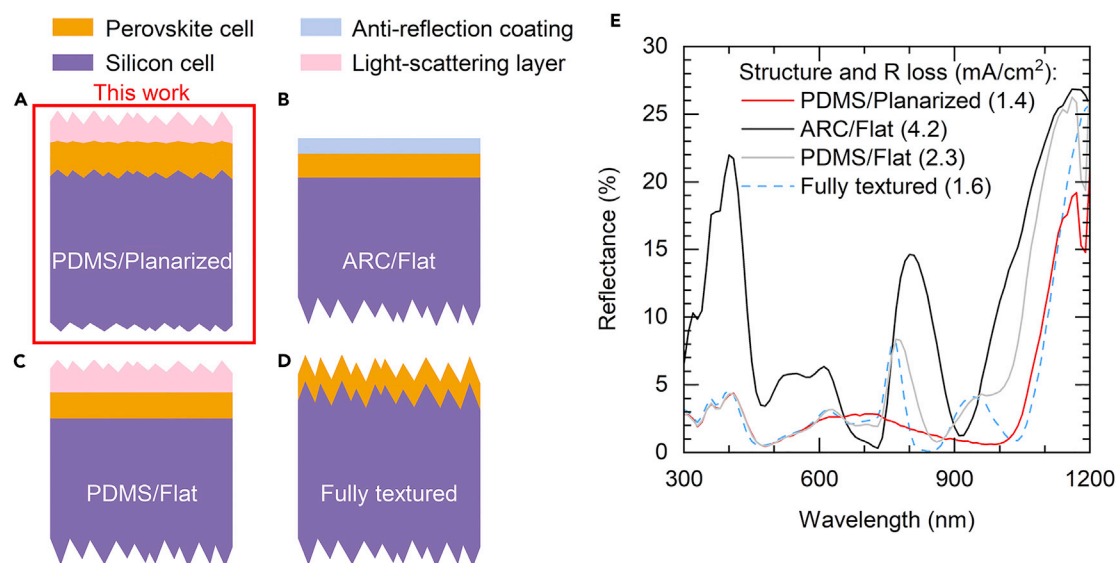 Perovskite cell
Anti-reflection coating
Silicon cell
Light-scattering layer
A
This work
PDMS/Planarized
B
ARC/Flat
C
PDMS/Flat
D
Fully textured
E
30
25
20
15
10
5
0
Reflectance (%)
Structure and R loss (mA/cm²):
PDMS/Planarized (1.4)
ARC/Flat (4.2)
PDMS/Flat (2.3)
Fully textured (1.6)
300
600
900
1200
Wavelength (nm)